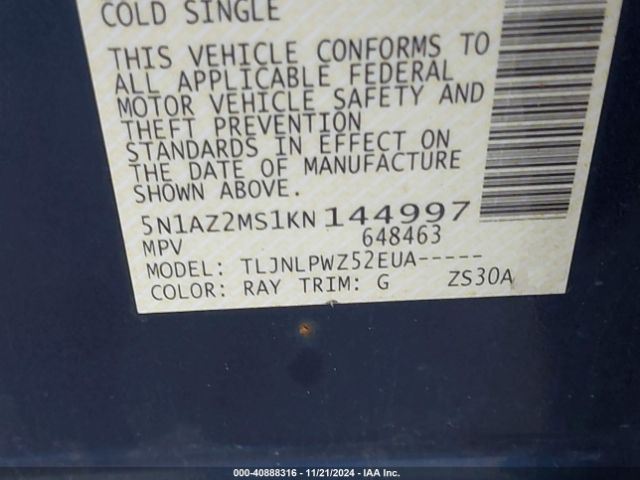 COLD SINGLE
THIS VEHICLE CONFORMS TO
ALL APPLICABLE FEDERAL
MOTOR VEHICLE SAFETY AND
THEFT PREVENTION
STANDARDS IN EFFECT ON
THE DATE OF MANUFACTURE
SHOWN ABOVE.
5N1AZ2MS1KN144997
MPV 648463
MODEL: TLJNLPWZ52EUA-----
COLOR: RAY TRIM: G ZS30A
000-40888316 - 11/21/2024 - IAA Inc.